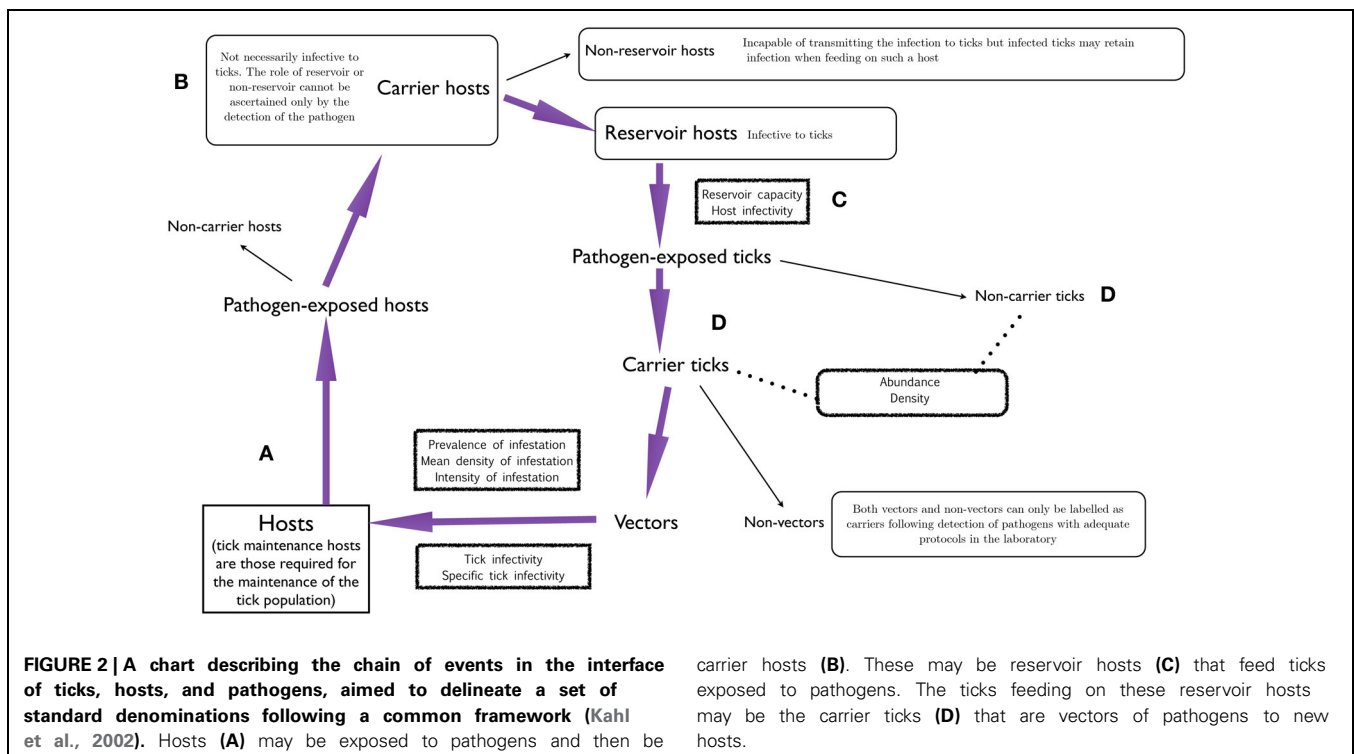 B
Not necessarily infective to
ticks. The role of reservoir or
non-reservoir cannot be
ascertained only by the
detection of the pathogen
Carrier hosts
Non-reservoir hosts
Incapable of transmitting the infection to ticks but infected ticks may retain
infection when feeding on such a host
Reservoir hosts
Infective to ticks
Reservoir capacity
Host infectivity
C
Non-carrier hosts
Pathogen-exposed ticks
Pathogen-exposed hosts
Non-carrier ticks
D
D
Carrier ticks
Abundance
Density
A
Prevalence of infestation
Mean density of infestation
Intensity of infestation
Hosts
(tick maintenance hosts
are those required for
the maintenance of the
tick population)
Vectors
Non-vectors
Both vectors and non-vectors can only be labelled as
carriers following detection of pathogens with adequate
protocols in the laboratory
Tick infectivity
Specific tick infectivity
FIGURE 2 | A chart describing the chain of events in the interface
of ticks, hosts, and pathogens, aimed to delineate a set of
standard denominations following a common framework (Kahl
et al., 2002). Hosts (A) may be exposed to pathogens and then be
carrier hosts (B). These may be reservoir hosts (C) that feed ticks
exposed to pathogens. The ticks feeding on these reservoir hosts
may be the carrier ticks (D) that are vectors of pathogens to new
hosts.